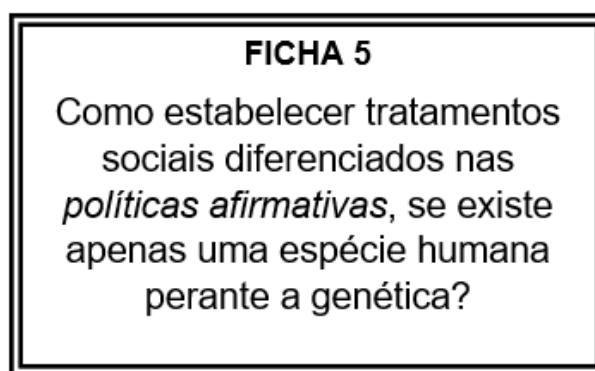 FICHA 5
Como estabelecer tratamentos
sociais diferenciados nas
políticas afirmativas, se existe
apenas uma espécie humana
perante a genética?